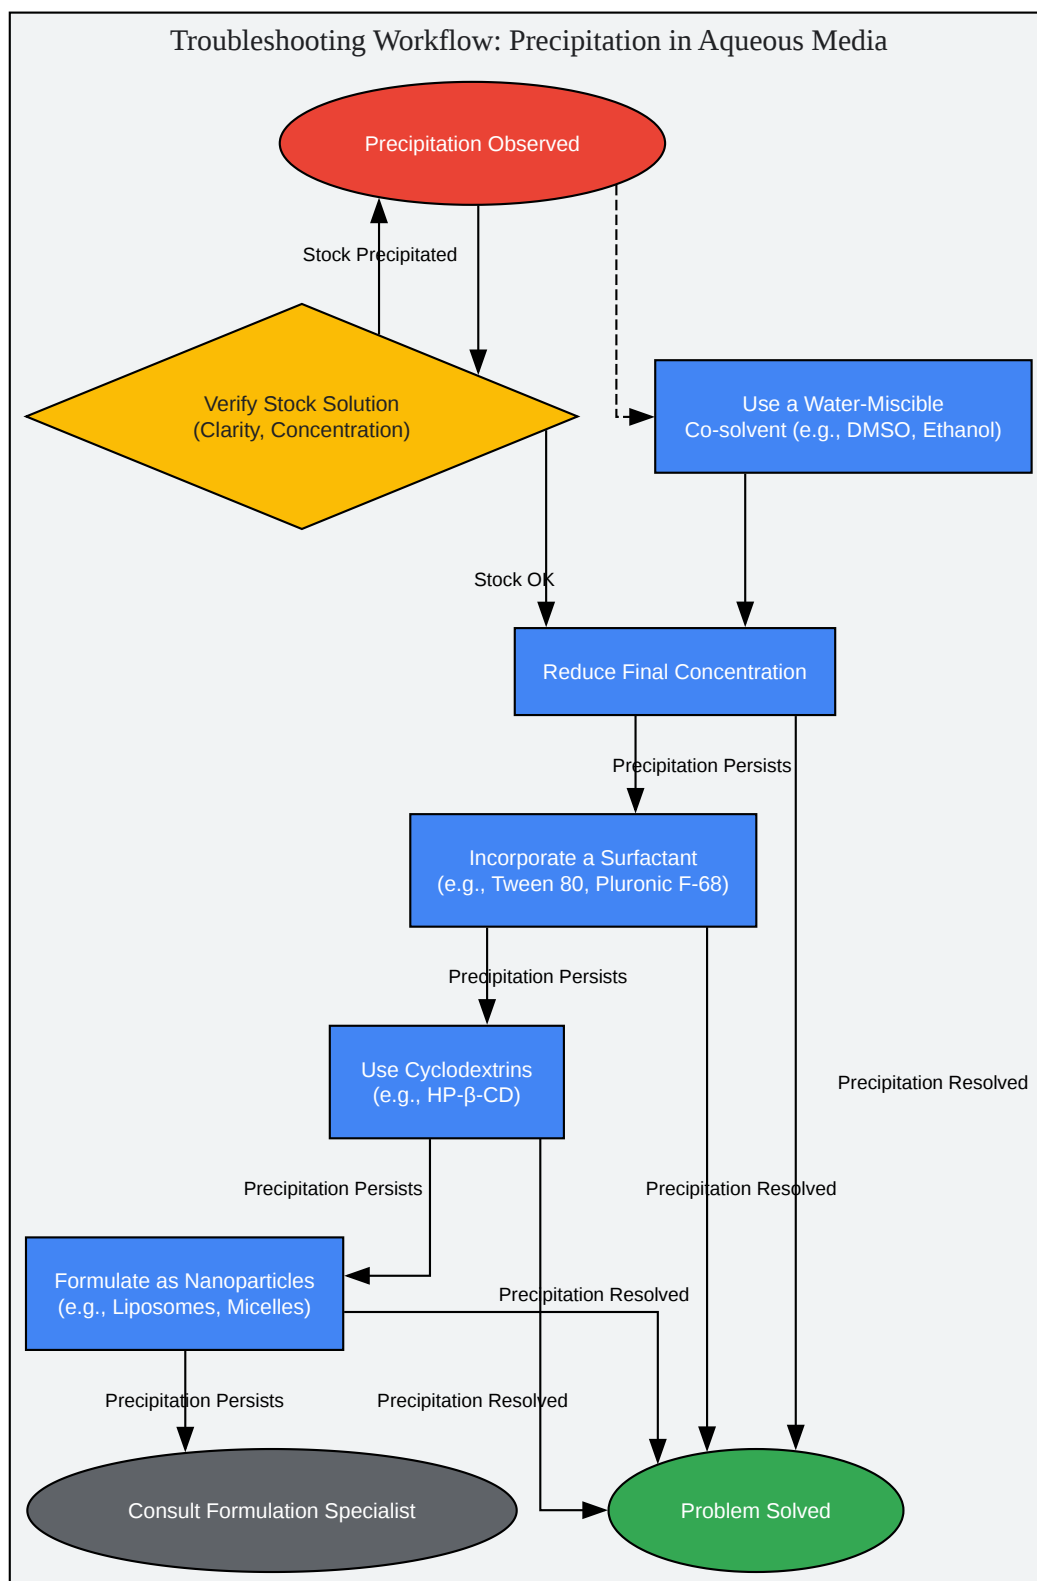 Troubleshooting Workflow: Precipitation in Aqueous Media
Precipitation Observed
Stock Precipitated
Verify Stock Solution
(Clarity, Concentration)
Use a Water-Miscible
Co-solvent (e.g., DMSO, Ethanol)
Stock OK
Reduce Final Concentration
Precipitation Persists
Incorporate a Surfactant
(e.g., Tween 80, Pluronic F-68)
Precipitation Persists
Use Cyclodextrins
(e.g., HP-β-CD)
Precipitation Resolved
Precipitation Persists
Precipitation Resolved
Formulate as Nanoparticles
(e.g., Liposomes, Micelles)
Precipitation Resolved
Precipitation Persists
Precipitation Resolved
Consult Formulation Specialist
Problem Solved